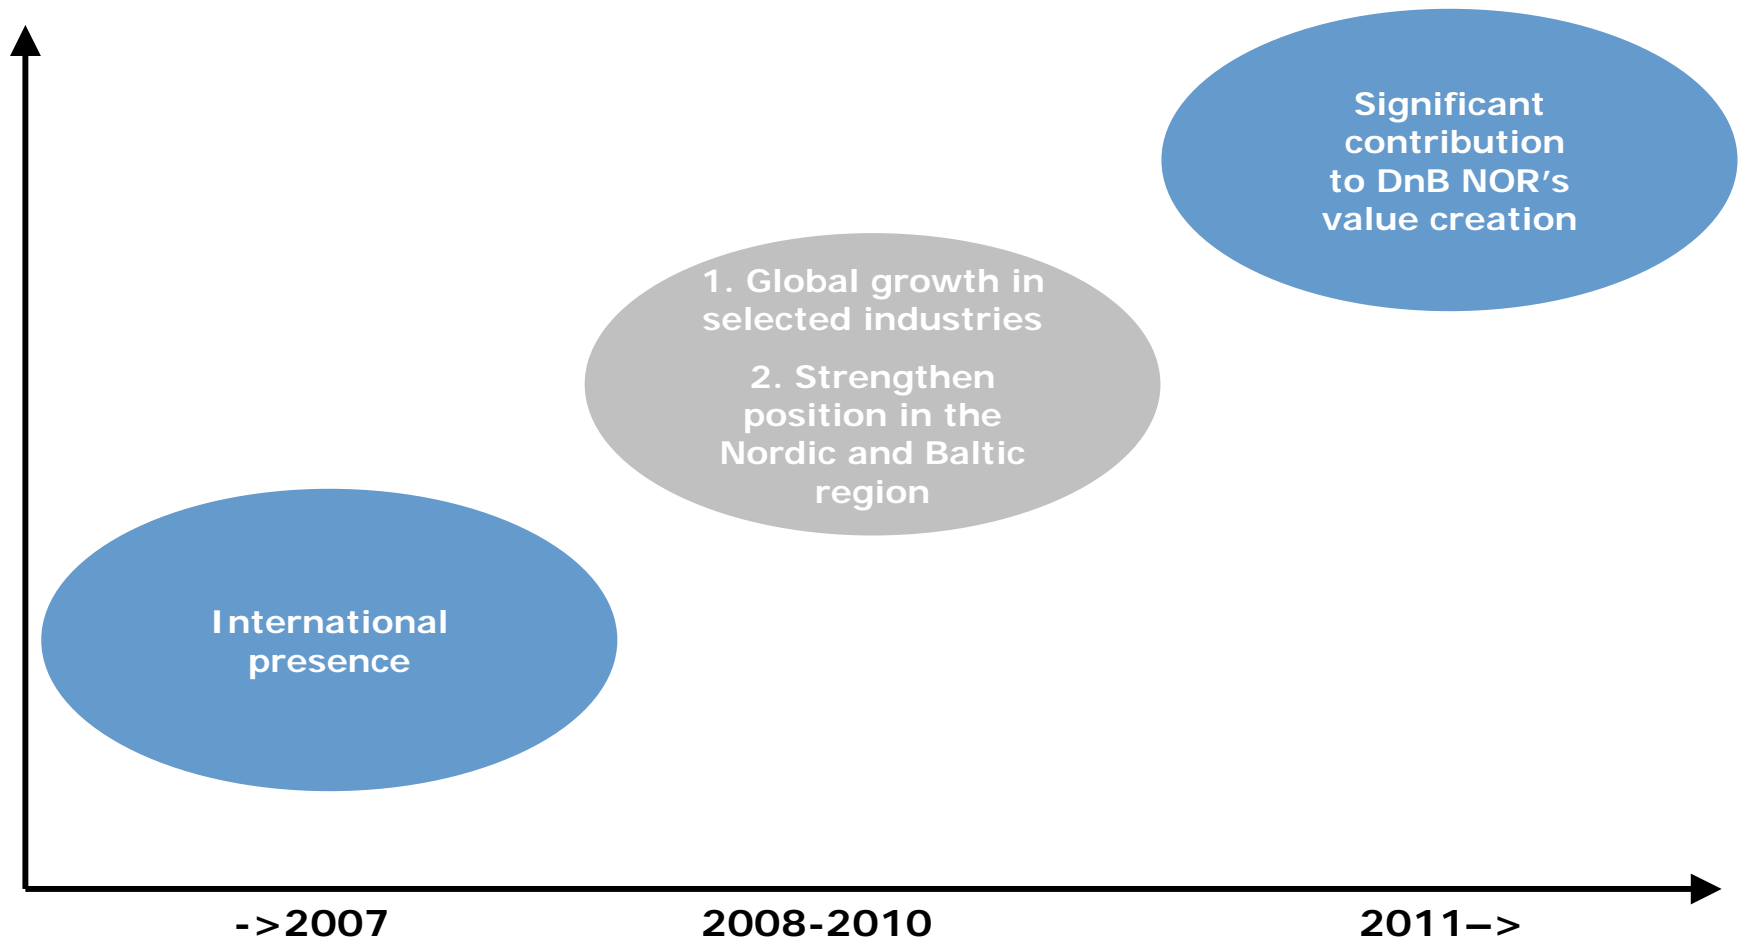 Significant
contribution
to DnB NOR’s
value creation
1. Global growth in
selected industries
2. Strengthen
position in the
Nordic and Baltic
region
International
presence
->2007
2008-2010
2011–>